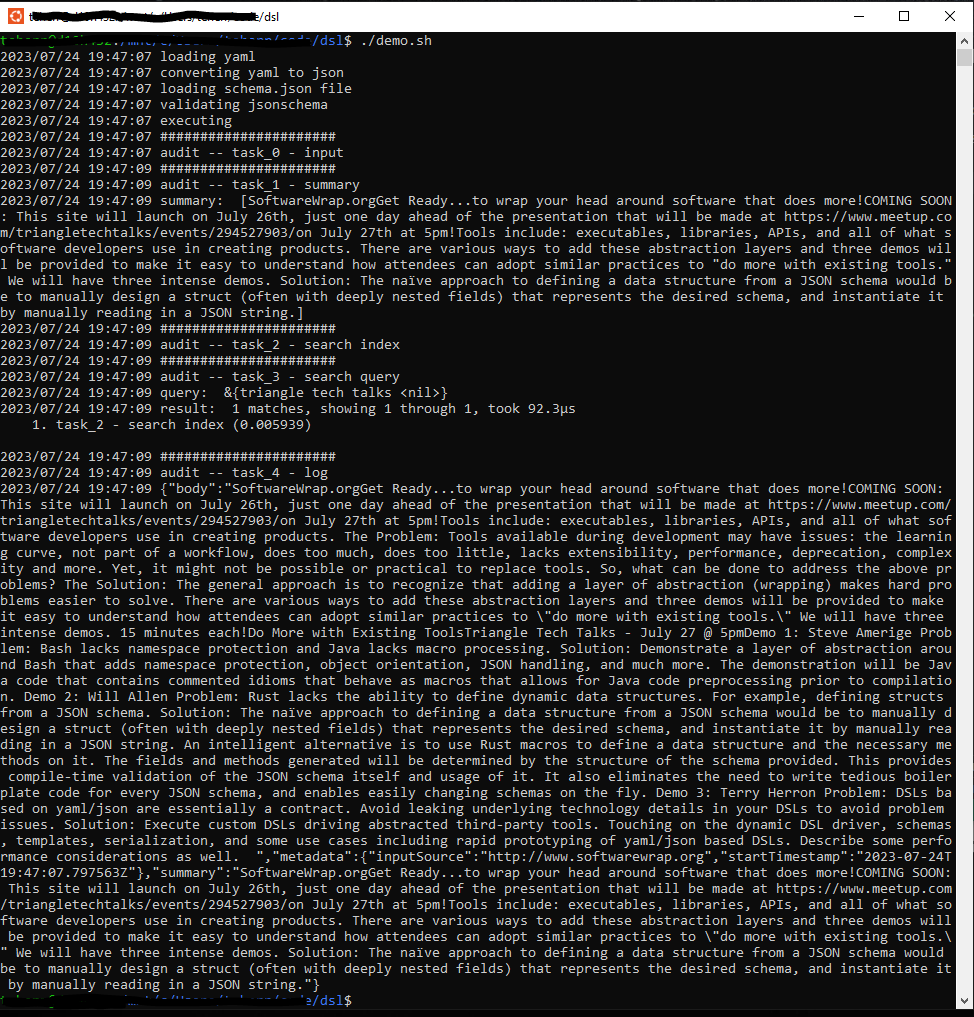 /dsl
/dsl$ ./demo.sh
2023/07/24 19:47:07 loading yaml
2023/07/24 19:47:07 converting yaml to json
2023/07/24 19:47:07 loading schema.json file
2023/07/24 19:47:07 validating jsonschema
2023/07/24 19:47:07 executing
2023/07/24 19:47:07 ######################
2023/07/24 19:47:07 audit -- task_0 - input
2023/07/24 19:47:09 ######################
2023/07/24 19:47:09 audit -- task_1 - summary
2023/07/24 19:47:09 summary:  [SoftwareWrap.orgGet Ready...to wrap your head around software that does more!COMING SOON
: This site will launch on July 26th, just one day ahead of the presentation that will be made at https://www.meetup.co
m/triangletechtalks/events/294527903/on July 27th at 5pm!Tools include: executables, libraries, APIs, and all of what s
oftware developers use in creating products. There are various ways to add these abstraction layers and three demos wil
l be provided to make it easy to understand how attendees can adopt similar practices to "do more with existing tools."
 We will have three intense demos. Solution: The naïve approach to defining a data structure from a JSON schema would b
e to manually design a struct (often with deeply nested fields) that represents the desired schema, and instantiate it
by manually reading in a JSON string.]
2023/07/24 19:47:09 ######################
2023/07/24 19:47:09 audit -- task_2 - search index
2023/07/24 19:47:09 ######################
2023/07/24 19:47:09 audit -- task_3 - search query
2023/07/24 19:47:09 query:  &{triangle tech talks <nil>}
2023/07/24 19:47:09 result:  1 matches, showing 1 through 1, took 92.3µs
    1. task_2 - search index (0.005939)
2023/07/24 19:47:09 ######################
2023/07/24 19:47:09 audit -- task_4 - log
2023/07/24 19:47:09 {"body":"SoftwareWrap.orgGet Ready...to wrap your head around software that does more!COMING SOON:
This site will launch on July 26th, just one day ahead of the presentation that will be made at https://www.meetup.com/
triangletechtalks/events/294527903/on July 27th at 5pm!Tools include: executables, libraries, APIs, and all of what sof
tware developers use in creating products. The Problem: Tools available during development may have issues: the learnin
g curve, not part of a workflow, does too much, does too little, lacks extensibility, performance, deprecation, complex
ity and more. Yet, it might not be possible or practical to replace tools. So, what can be done to address the above pr
oblems? The Solution: The general approach is to recognize that adding a layer of abstraction (wrapping) makes hard pro
blems easier to solve. There are various ways to add these abstraction layers and three demos will be provided to make
it easy to understand how attendees can adopt similar practices to \"do more with existing tools.\" We will have three
intense demos. 15 minutes each!Do More with Existing ToolsTriangle Tech Talks - July 27 @ 5pmDemo 1: Steve Amerige Prob
lem: Bash lacks namespace protection and Java lacks macro processing. Solution: Demonstrate a layer of abstraction arou
nd Bash that adds namespace protection, object orientation, JSON handling, and much more. The demonstration will be Jav
a code that contains commented idioms that behave as macros that allows for Java code preprocessing prior to compilatio
n. Demo 2: Will Allen Problem: Rust lacks the ability to define dynamic data structures. For example, defining structs
from a JSON schema. Solution: The naïve approach to defining a data structure from a JSON schema would be to manually d
esign a struct (often with deeply nested fields) that represents the desired schema, and instantiate it by manually rea
ding in a JSON string. An intelligent alternative is to use Rust macros to define a data structure and the necessary me
thods on it. The fields and methods generated will be determined by the structure of the schema provided. This provides
 compile-time validation of the JSON schema itself and usage of it. It also eliminates the need to write tedious boiler
plate code for every JSON schema, and enables easily changing schemas on the fly. Demo 3: Terry Herron Problem: DSLs ba
sed on yaml/json are essentially a contract. Avoid leaking underlying technology details in your DSLs to avoid problem
issues. Solution: Execute custom DSLs driving abstracted third-party tools. Touching on the dynamic DSL driver, schemas
, templates, serialization, and some use cases including rapid prototyping of yaml/json based DSLs. Describe some perfo
rmance considerations as well.  ","metadata":{"inputSource":"http://www.softwarewrap.org","startTimestamp":"2023-07-24T
19:47:07.797563Z"},"summary":"SoftwareWrap.orgGet Ready...to wrap your head around software that does more!COMING SOON:
 This site will launch on July 26th, just one day ahead of the presentation that will be made at https://www.meetup.com
/triangletechtalks/events/294527903/on July 27th at 5pm!Tools include: executables, libraries, APIs, and all of what so
ftware developers use in creating products. There are various ways to add these abstraction layers and three demos will
 be provided to make it easy to understand how attendees can adopt similar practices to \"do more with existing tools.\
" We will have three intense demos. Solution: The naïve approach to defining a data structure from a JSON schema would
be to manually design a struct (often with deeply nested fields) that represents the desired schema, and instantiate it
 by manually reading in a JSON string."}
/dsl$